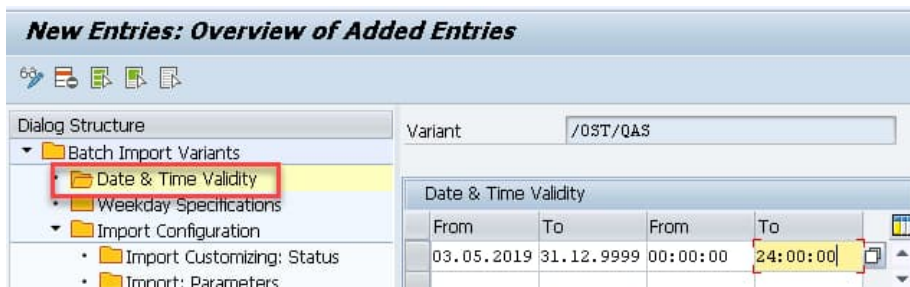 New Entries: Overview of Added Entries
Dialog Structure
Batch Import Variants
Date & Time Validity
Weekday Specifications
Import Configuration
Import Customizing: Status
Import: Parameters
Variant /OST/QAS
Date & Time Validity
From To From To
03.05.2019 31.12.9999 00:00:00 24:00:00